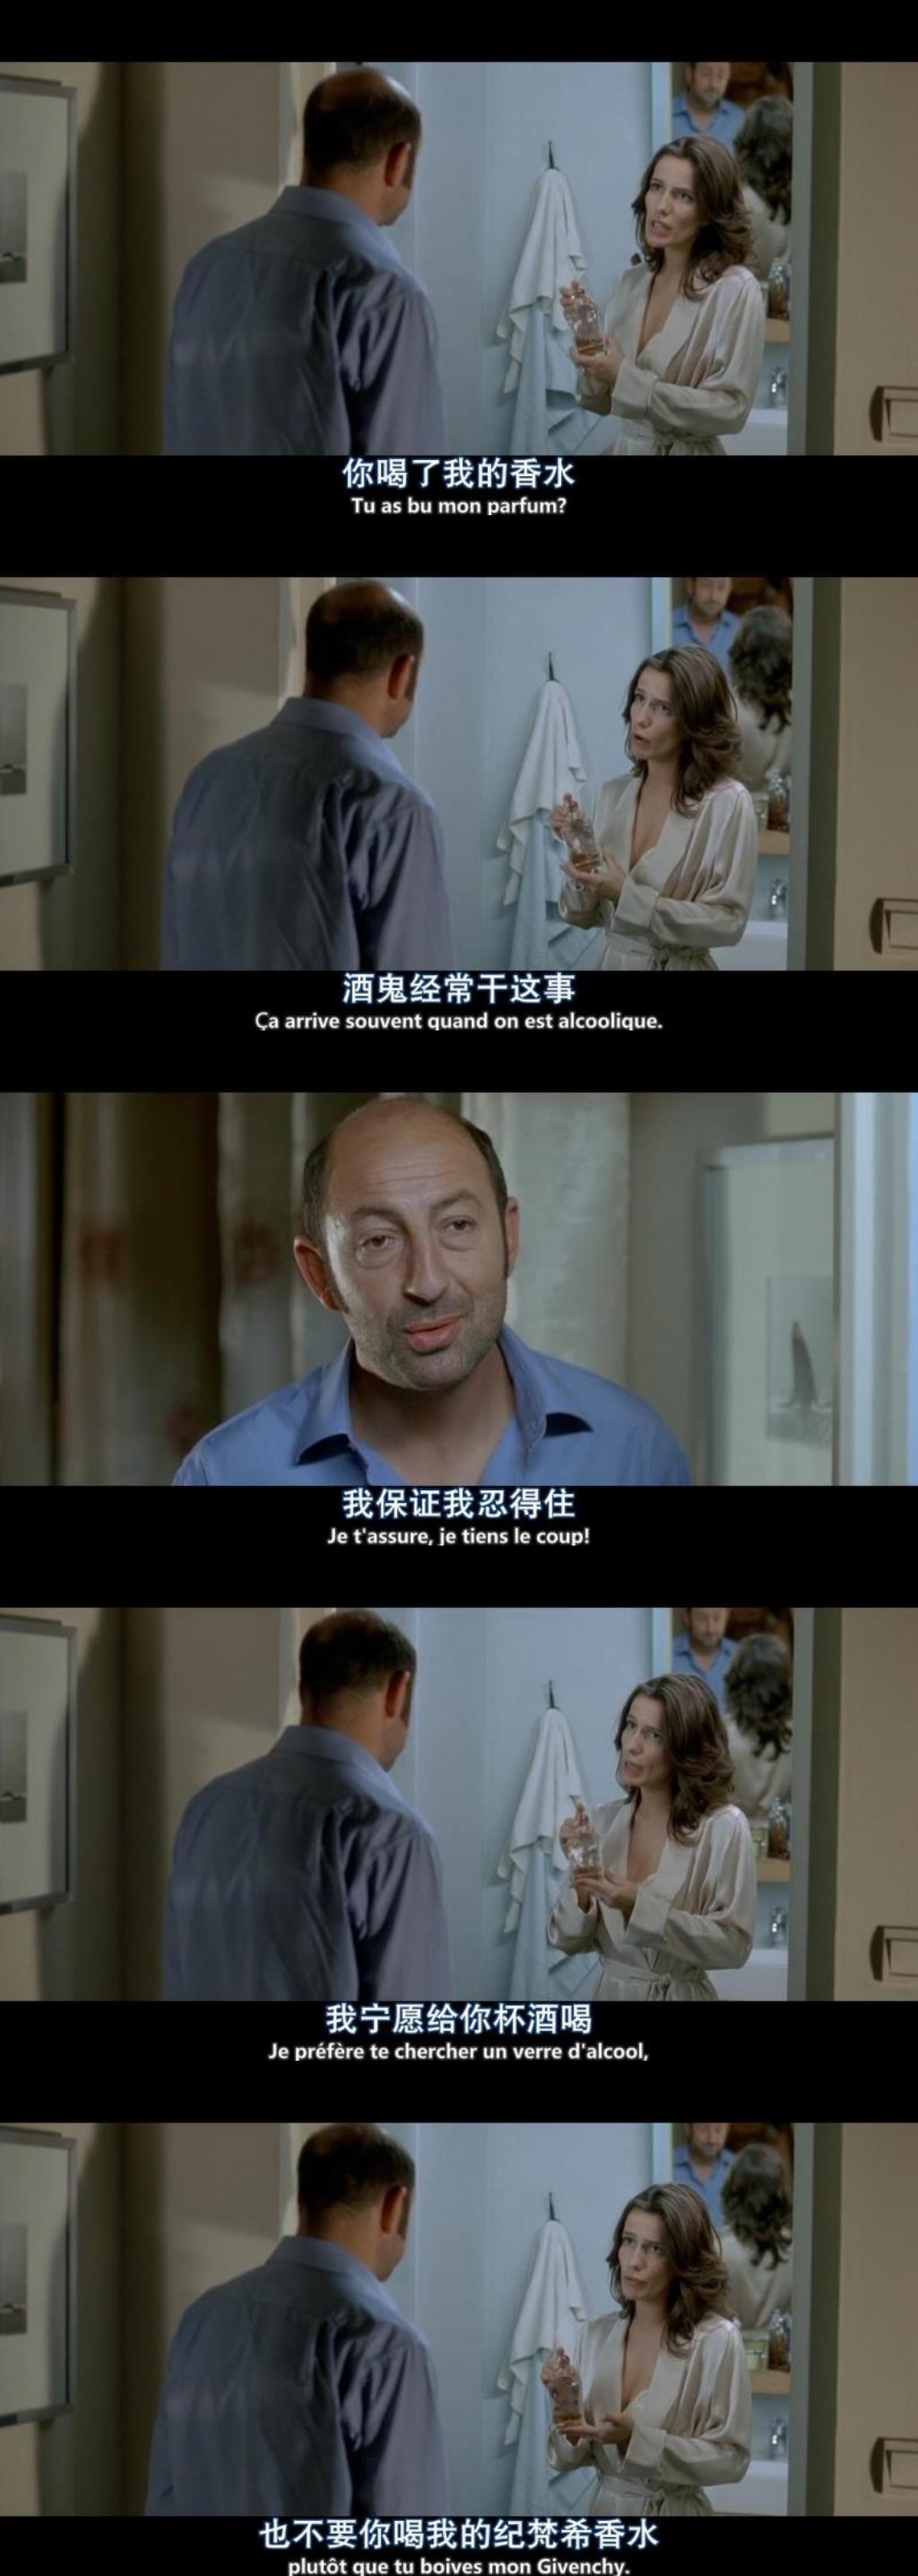 你喝了我的香水
Tu as bu mon parfum?
酒鬼经常干这事
Ça arrive souvent quand on est alcoolique.
我保证我忍得住
Je t'assure, je tiens le coup!
我宁愿给你杯酒喝
Je préfère te chercher un verre d'alcool,
也不要你喝我的纪梵希香水
plutôt que tu boives mon Givenchy.